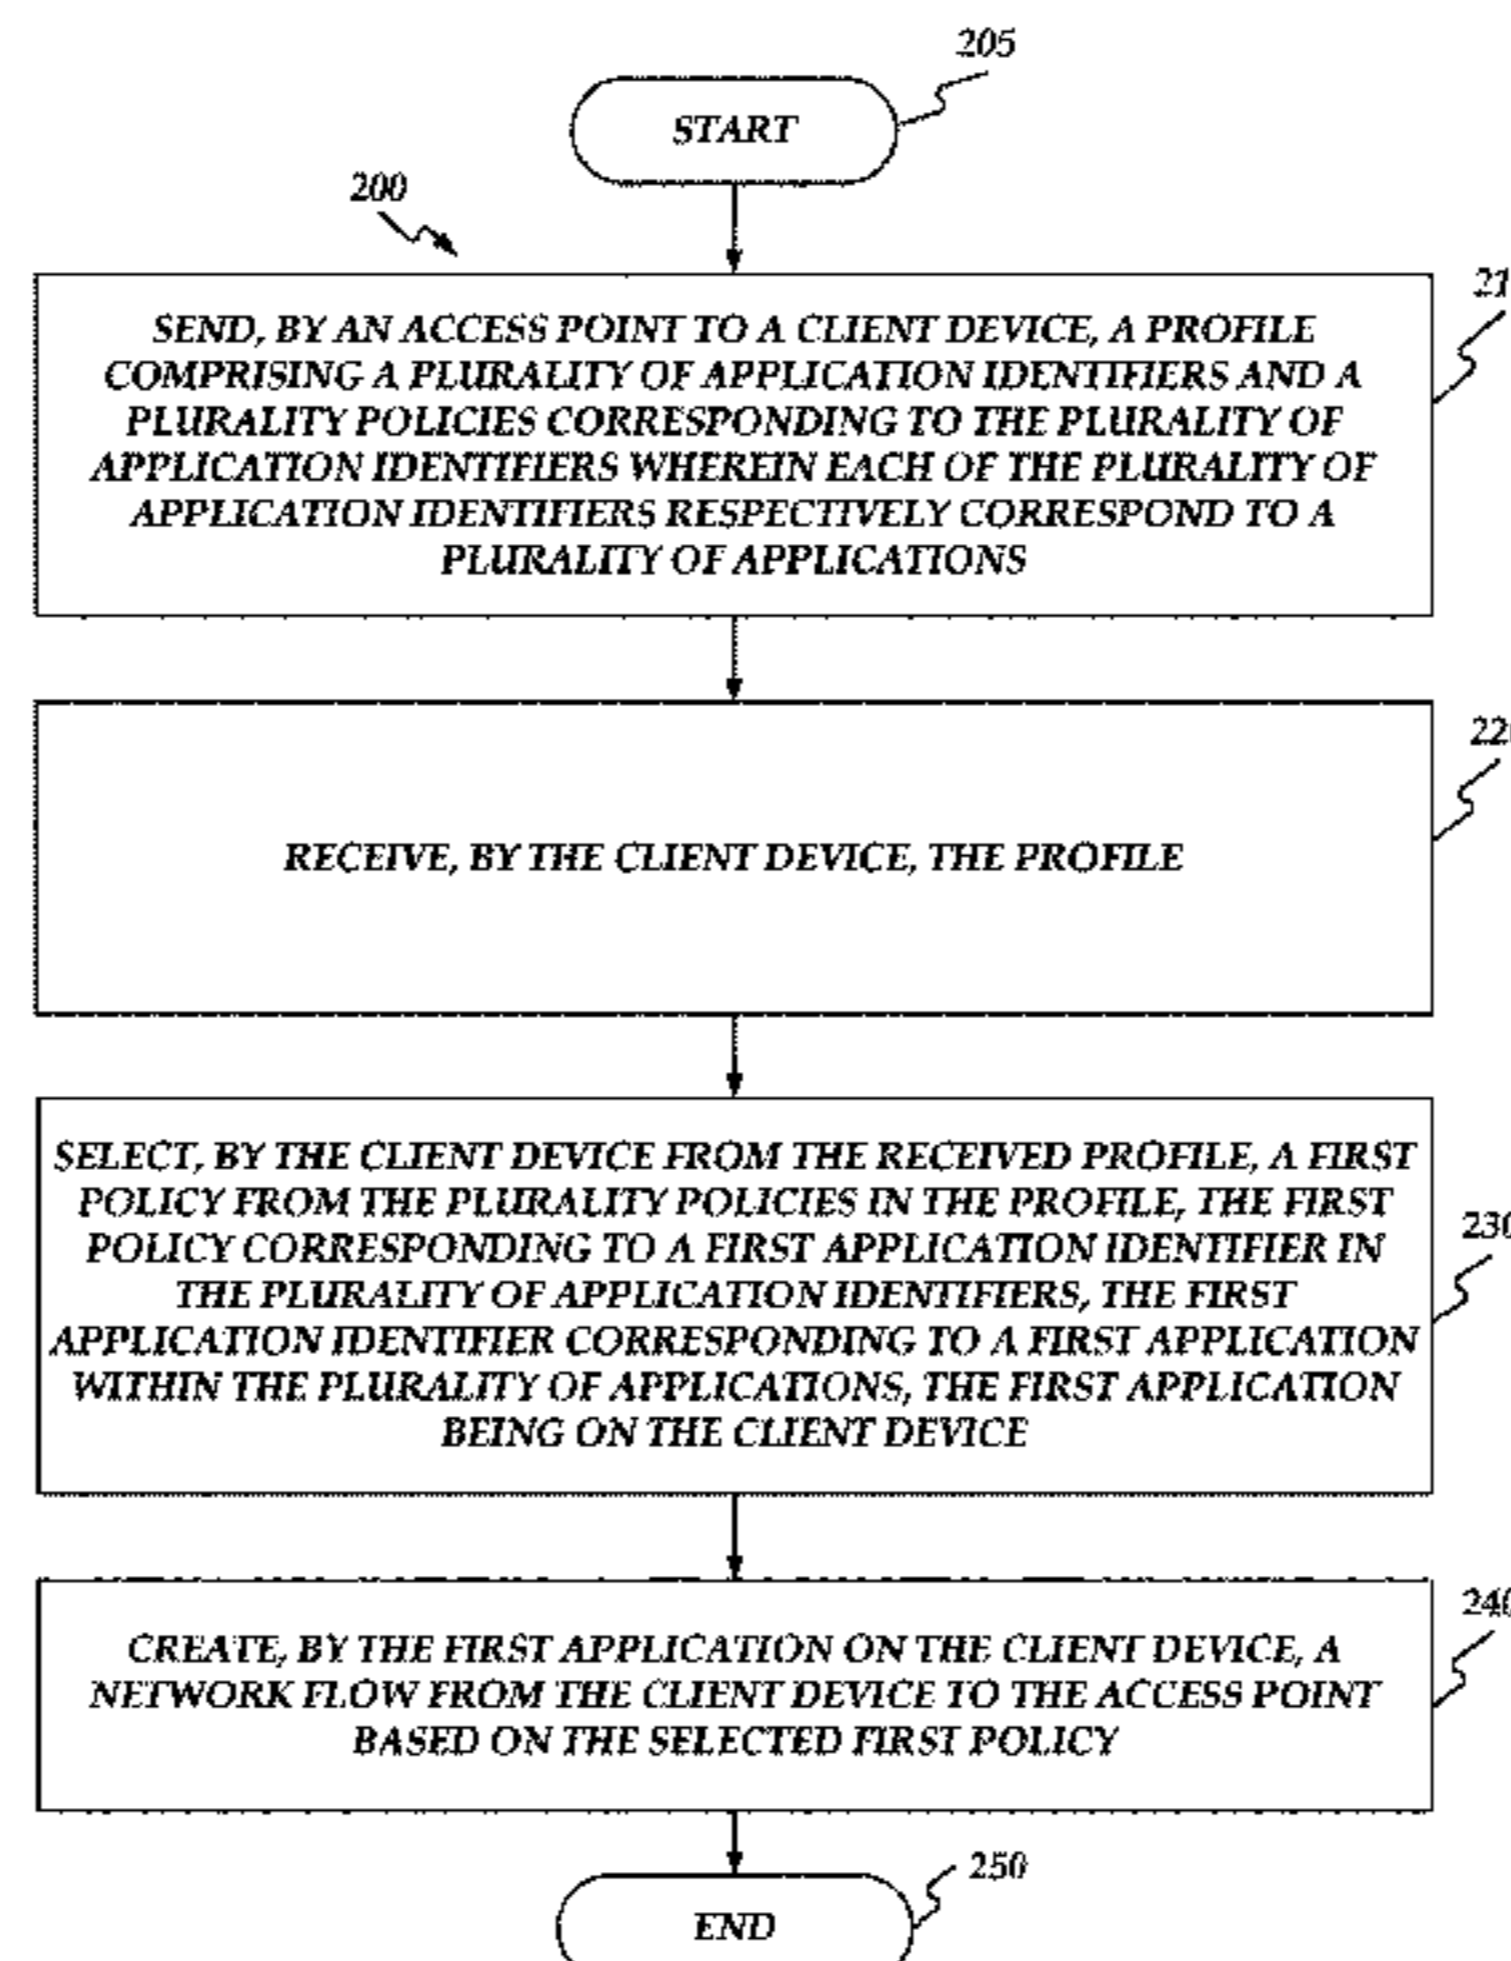 205
START
200
21
SEND, BY AN ACCESS POINT TO A CLIENT DEVICE, A PROFILE
COMPRISING A PLURALITY OF APPLICATION IDENTIFIERS AND A
PLURALITY POLICIES CORRESPONDING TO THE PLURALITY OF
APPLICATION IDENTIFIERS WHEREIN EACH OF THE PLURALITY OF
APPLICATION IDENTIFIERS RESPECTIVELY CORRESPOND TO A
PLURALITY OF APPLICATIONS
220
RECEIVE, BY THE CLIENT DEVICE, THE PROFILE
SELECT, BY THE CLIENT DEVICE FROM THE RECEIVED PROFILE, A FIRST
POLICY FROM THE PLURALITY POLICIES IN THE PROFILE, THE FIRST
POLICY CORRESPONDING TO A FIRST APPLICATION IDENTIFIER IN
THE PLURALITY OF APPLICATION IDENTIFIERS, THE FIRST
APPLICATION IDENTIFIER CORRESPONDING TO A FIRST APPLICATION
WITHIN THE PLURALITY OF APPLICATIONS, THE FIRST APPLICATION
BEING ON THE CLIENT DEVICE
230
240
CREATE, BY THE FIRST APPLICATION ON THE CLIENT DEVICE, A
NETWORK FLOW FROM THE CLIENT DEVICE TO THE ACCESS POINT
BASED ON THE SELECTED FIRST POLICY
250
END